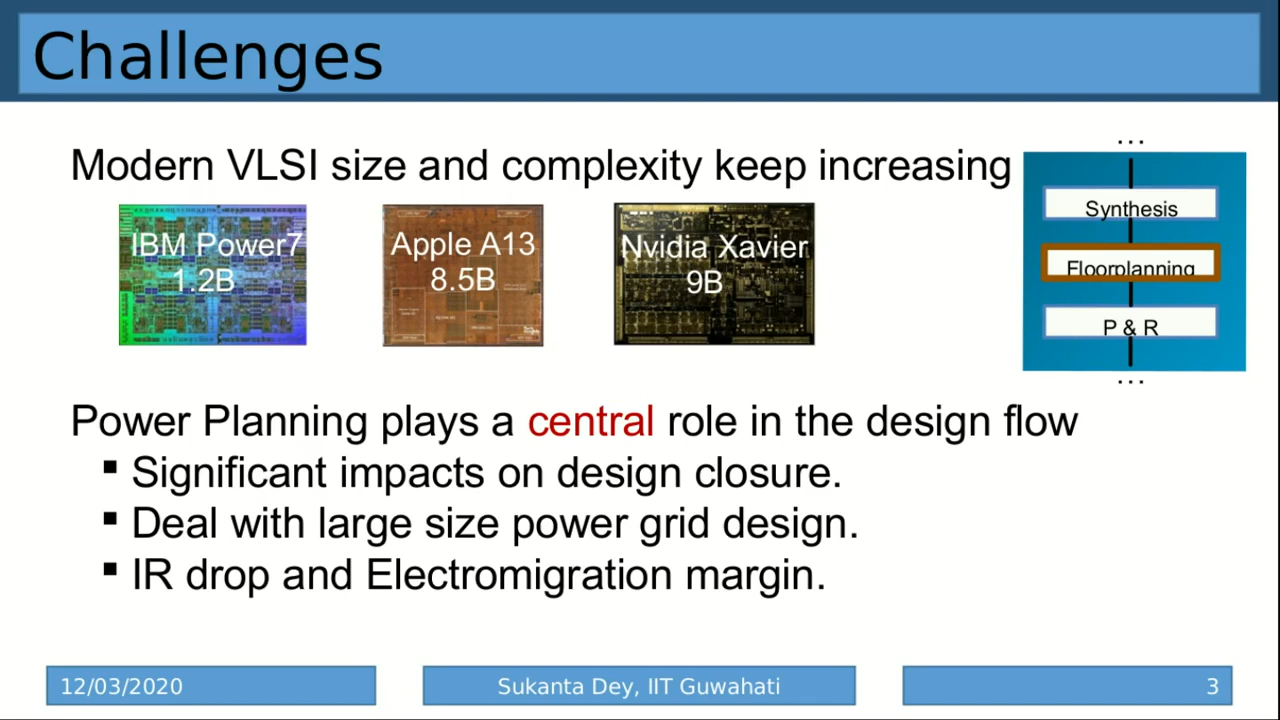 Challenges
Modern VLSI size and complexity keep increasing
IBM Power7
1.2B
Apple A13
8.5B
Nvidia Xavier
9B
...
Synthesis
Floorplanning
P & R
...
Power Planning plays a central role in the design flow
▪ Significant impacts on design closure.
▪ Deal with large size power grid design.
▪ IR drop and Electromigration margin.
12/03/2020
Sukanta Dey, IIT Guwahati
3